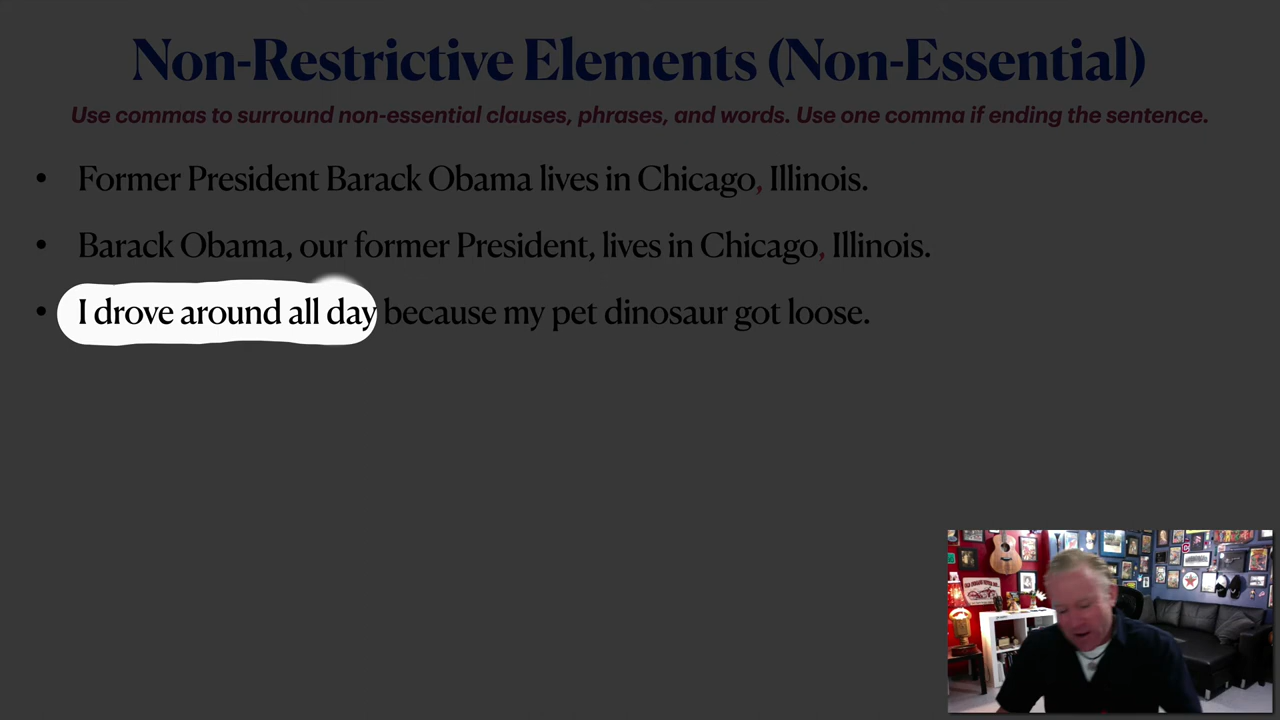 Non-Restrictive Elements (Non-Essential)
Use commas to surround non-essential clauses, phrases, and words. Use one comma if ending the sentence.
• Former President Barack Obama lives in Chicago, Illinois.
• Barack Obama, our former President, lives in Chicago, Illinois.
• I drove around all day because my pet dinosaur got loose.